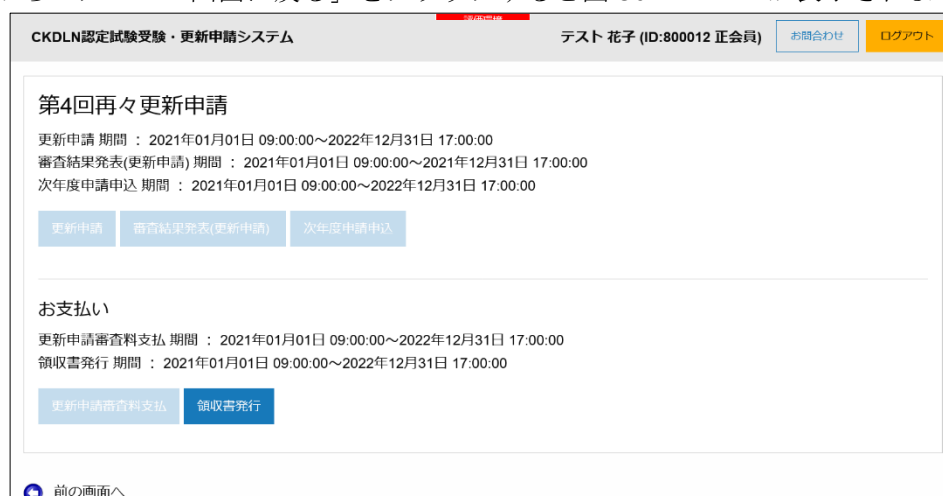 評価環境
CKDLN認定試験受験・更新申請システム
テスト 花子 (ID:800012 正会員)
お問合わせ
ログアウト
第4回再々更新申請
更新申請 期間 ： 2021年01月01日 09:00:00～2022年12月31日 17:00:00
審査結果発表(更新申請) 期間 ： 2021年01月01日 09:00:00～2021年12月31日 17:00:00
次年度申請申込 期間 ： 2021年01月01日 09:00:00～2022年12月31日 17:00:00
更新申請 審査結果発表(更新申請) 次年度申請申込
お支払い
更新申請審査料支払 期間 ： 2021年01月01日 09:00:00～2022年12月31日 17:00:00
領収書発行 期間 ： 2021年01月01日 09:00:00～2022年12月31日 17:00:00
更新申請審査料支払 領収書発行
前の画面へ